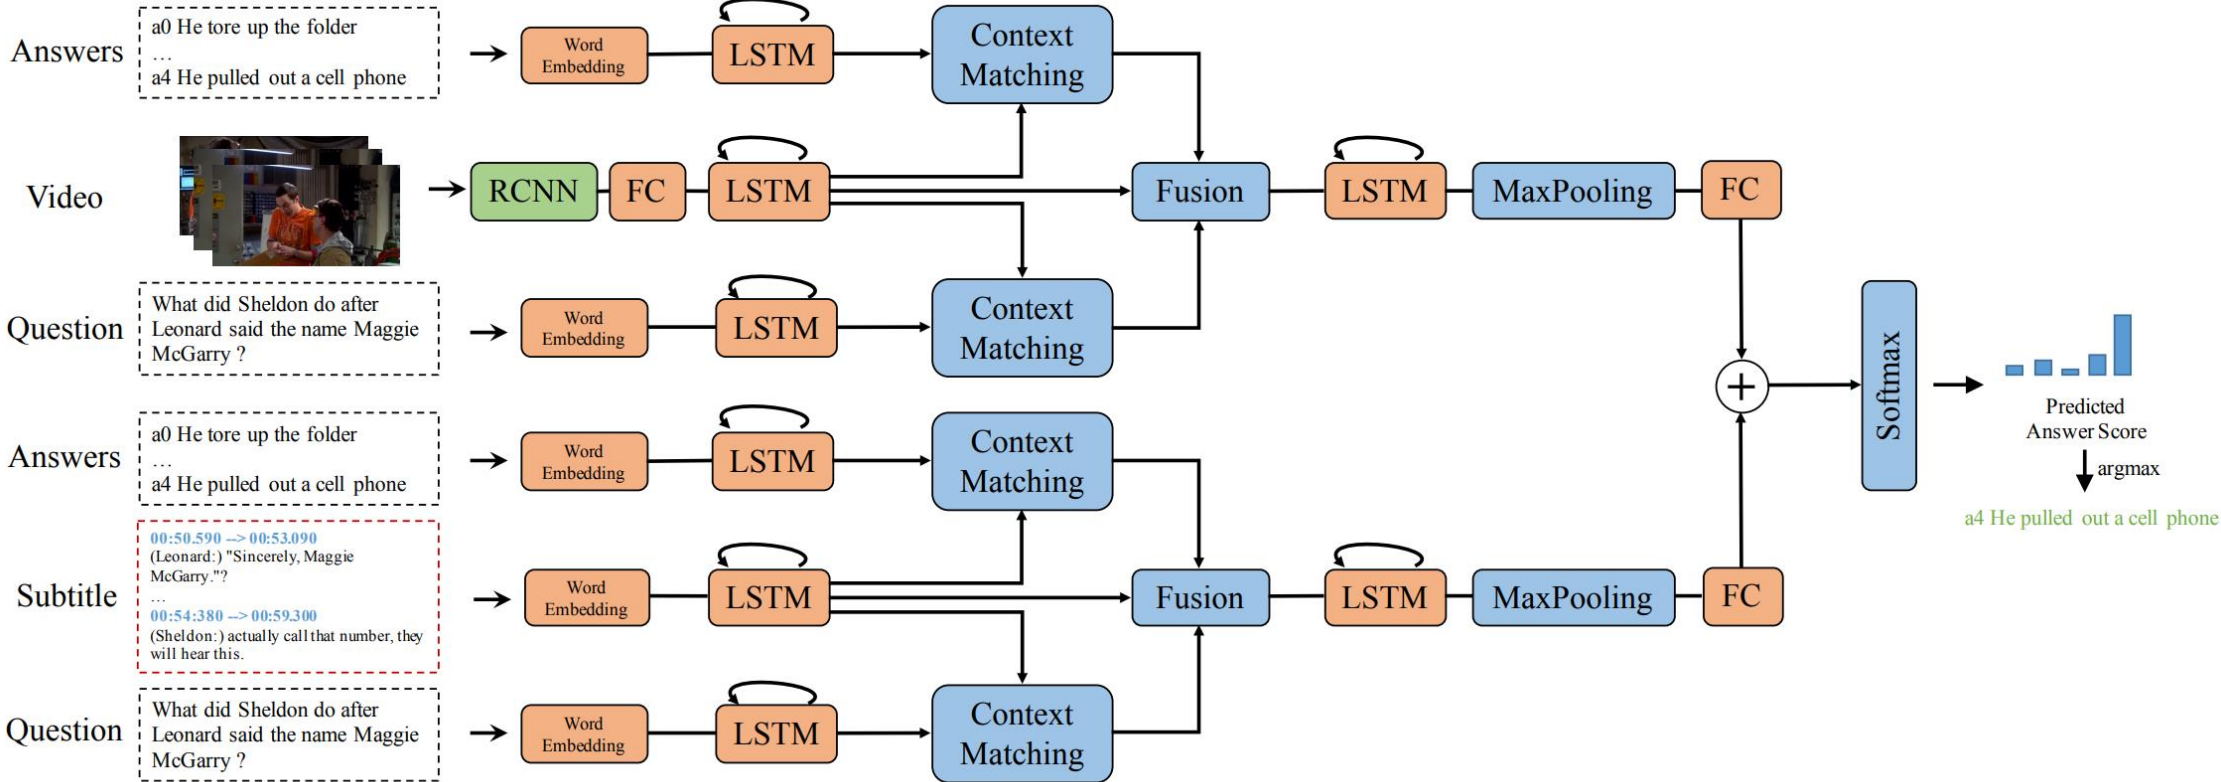 Answers
a0 He tore up the folder
...
a4 He pulled out a cell phone
Word
Embedding
LSTM
Context
Matching
Video
RCNN
FC
LSTM
Fusion
LSTM
MaxPooling
FC
Question
What did Sheldon do after
Leonard said the name Maggie
McGarry ?
Word
Embedding
LSTM
Context
Matching
+
Softmax
Predicted
Answer Score
argmax
a4 He pulled out a cell phone
Answers
a0 He tore up the folder
...
a4 He pulled out a cell phone
Word
Embedding
LSTM
Context
Matching
Subtitle
00:50.590 --> 00:53.090
(Leonard:) "Sincerely, Maggie
McGarry."?
...
00:54:380 --> 00:59.300
(Sheldon:) actually call that number, they
will hear this.
Word
Embedding
LSTM
Fusion
LSTM
MaxPooling
FC
Question
What did Sheldon do after
Leonard said the name Maggie
McGarry ?
Word
Embedding
LSTM
Context
Matching